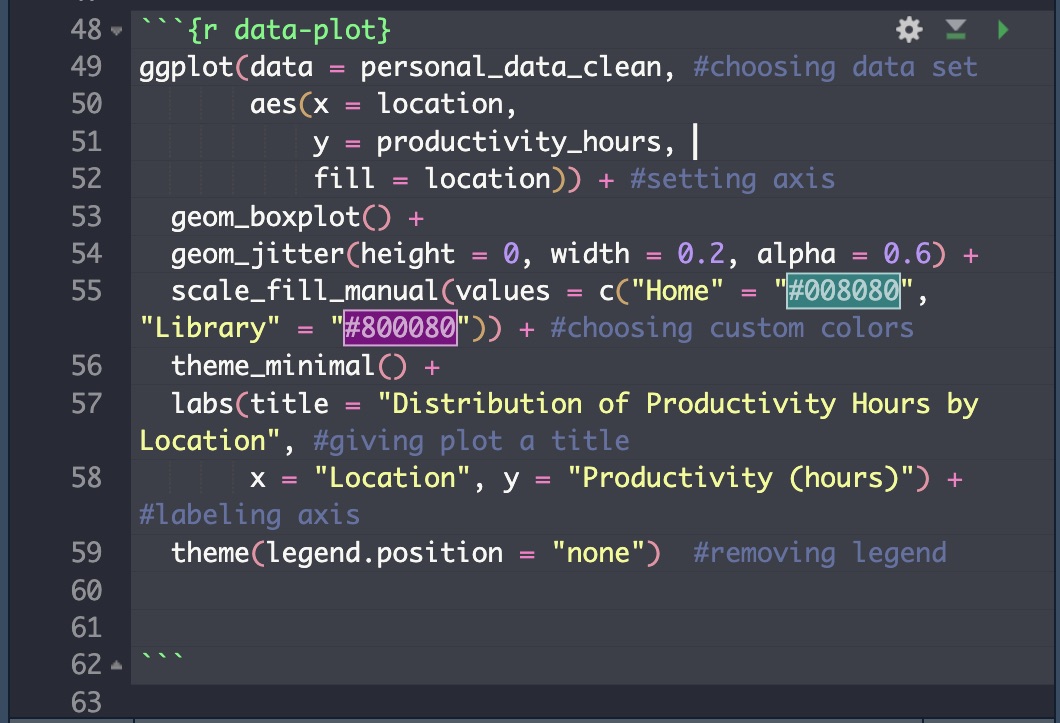 48 ```{r data-plot}
49 ggplot(data = personal_data_clean, #choosing data set
50 aes(x = location,
51 y = productivity_hours,
52 fill = location)) + #setting axis
53 geom_boxplot() +
54 geom_jitter(height = 0, width = 0.2, alpha = 0.6) +
55 scale_fill_manual(values = c("Home" = "#008080",
"Library" = "#800080")) + #choosing custom colors
56 theme_minimal() +
57 labs(title = "Distribution of Productivity Hours by
Location", #giving plot a title
58 x = "Location", y = "Productivity (hours)") +
#labeling axis
59 theme(legend.position = "none")  #removing legend
60
61
62 ```
63